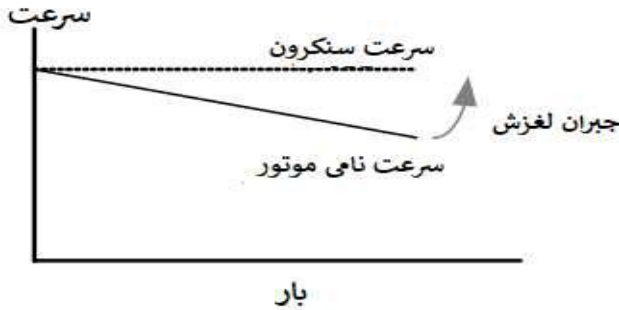 سرعت
سرعت سنکرون
جبران لغزش
سرعت نامی موتور
بار